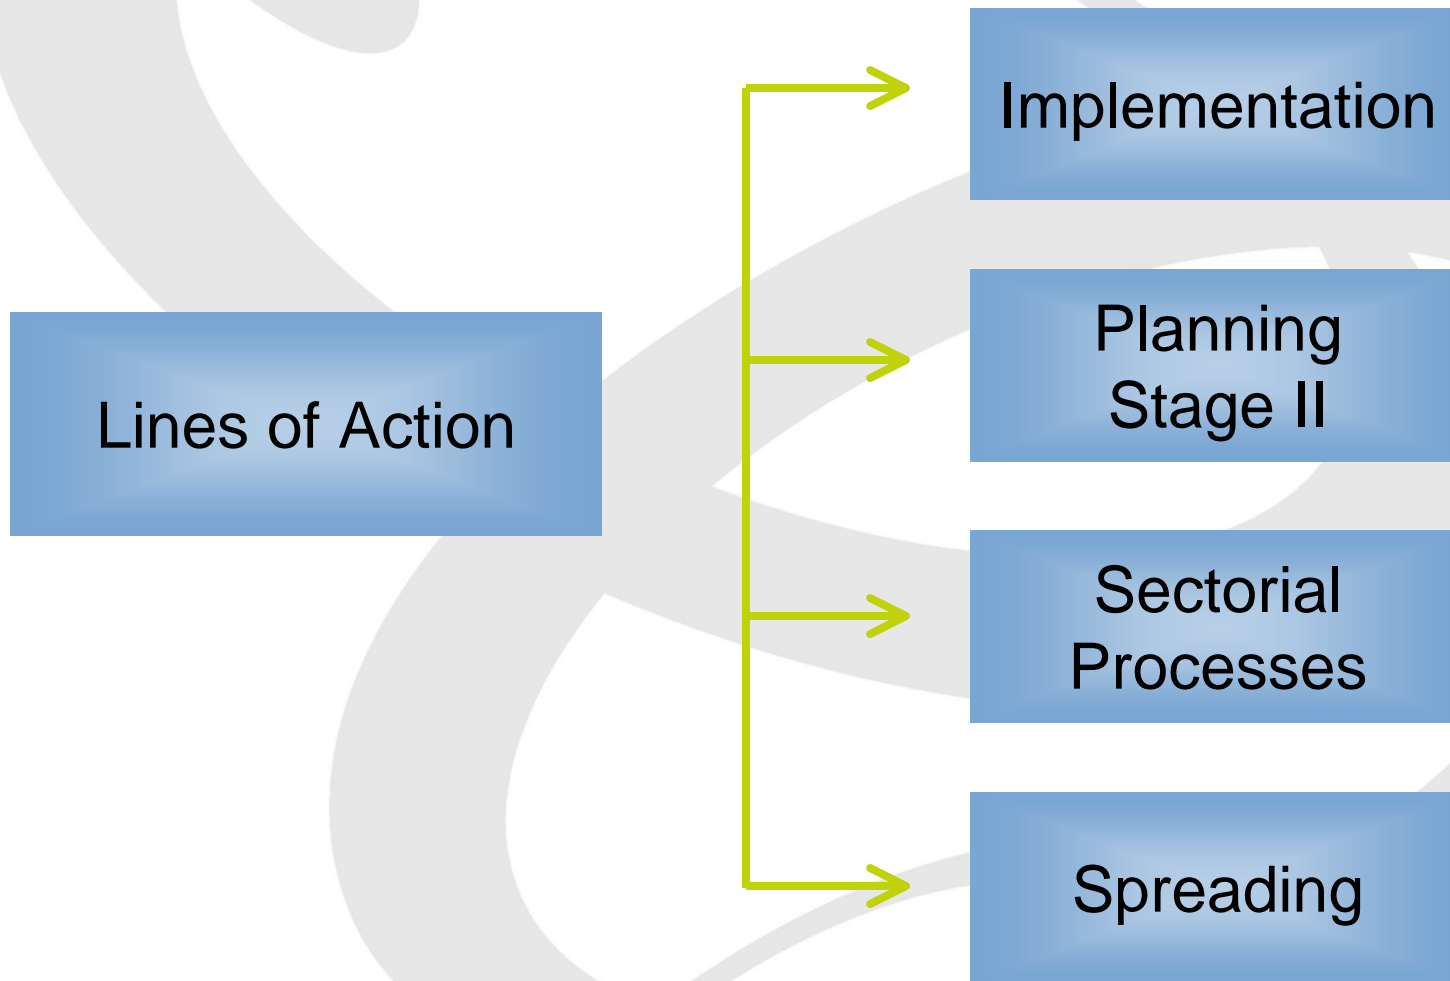 Lines of Action
Implementation
Planning
Stage II
Sectorial
Processes
Spreading